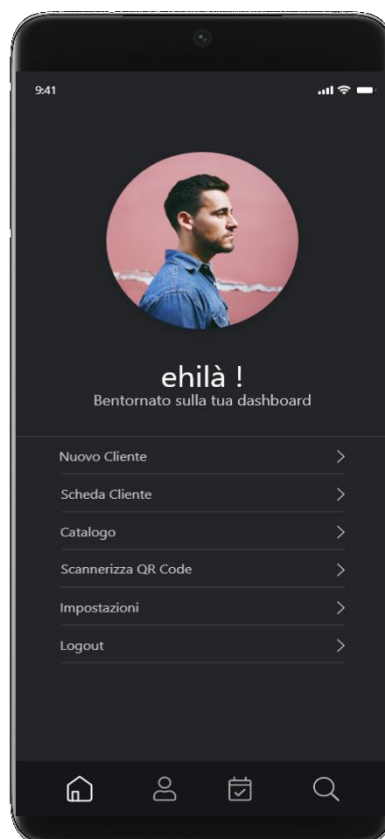 9:41
ehilà !
Bentornato sulla tua dashboard
Nuovo Cliente
Scheda Cliente
Catalogo
Scannerizza QR Code
Impostazioni
Logout